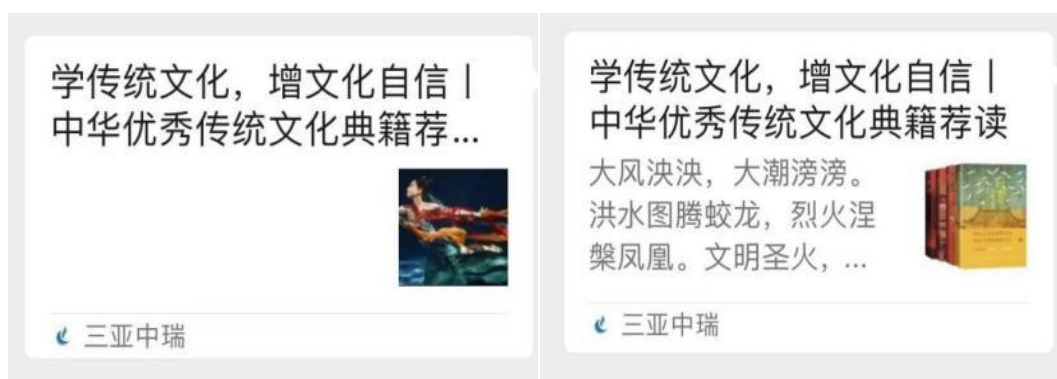 学传统文化，增文化自信丨
中华优秀传统文化典籍荐...
三亚中瑞
学传统文化，增文化自信丨
中华优秀传统文化典籍荐读
大风泱泱，大潮滂滂。
洪水图腾蛟龙，烈火涅
槃凤凰。文明圣火，...
三亚中瑞